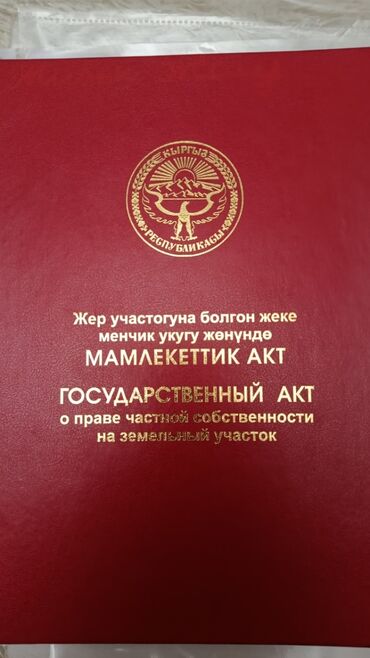 КЫРГЫЗ
РЕСПУБЛИКАСЫ
Жер участогуна болгон жеке
менчик укугу жөнүндө
МАМЛЕКЕТТИК АКТ
ГОСУДАРСТВЕННЫЙ АКТ
о праве частной собственности
на земельный участок